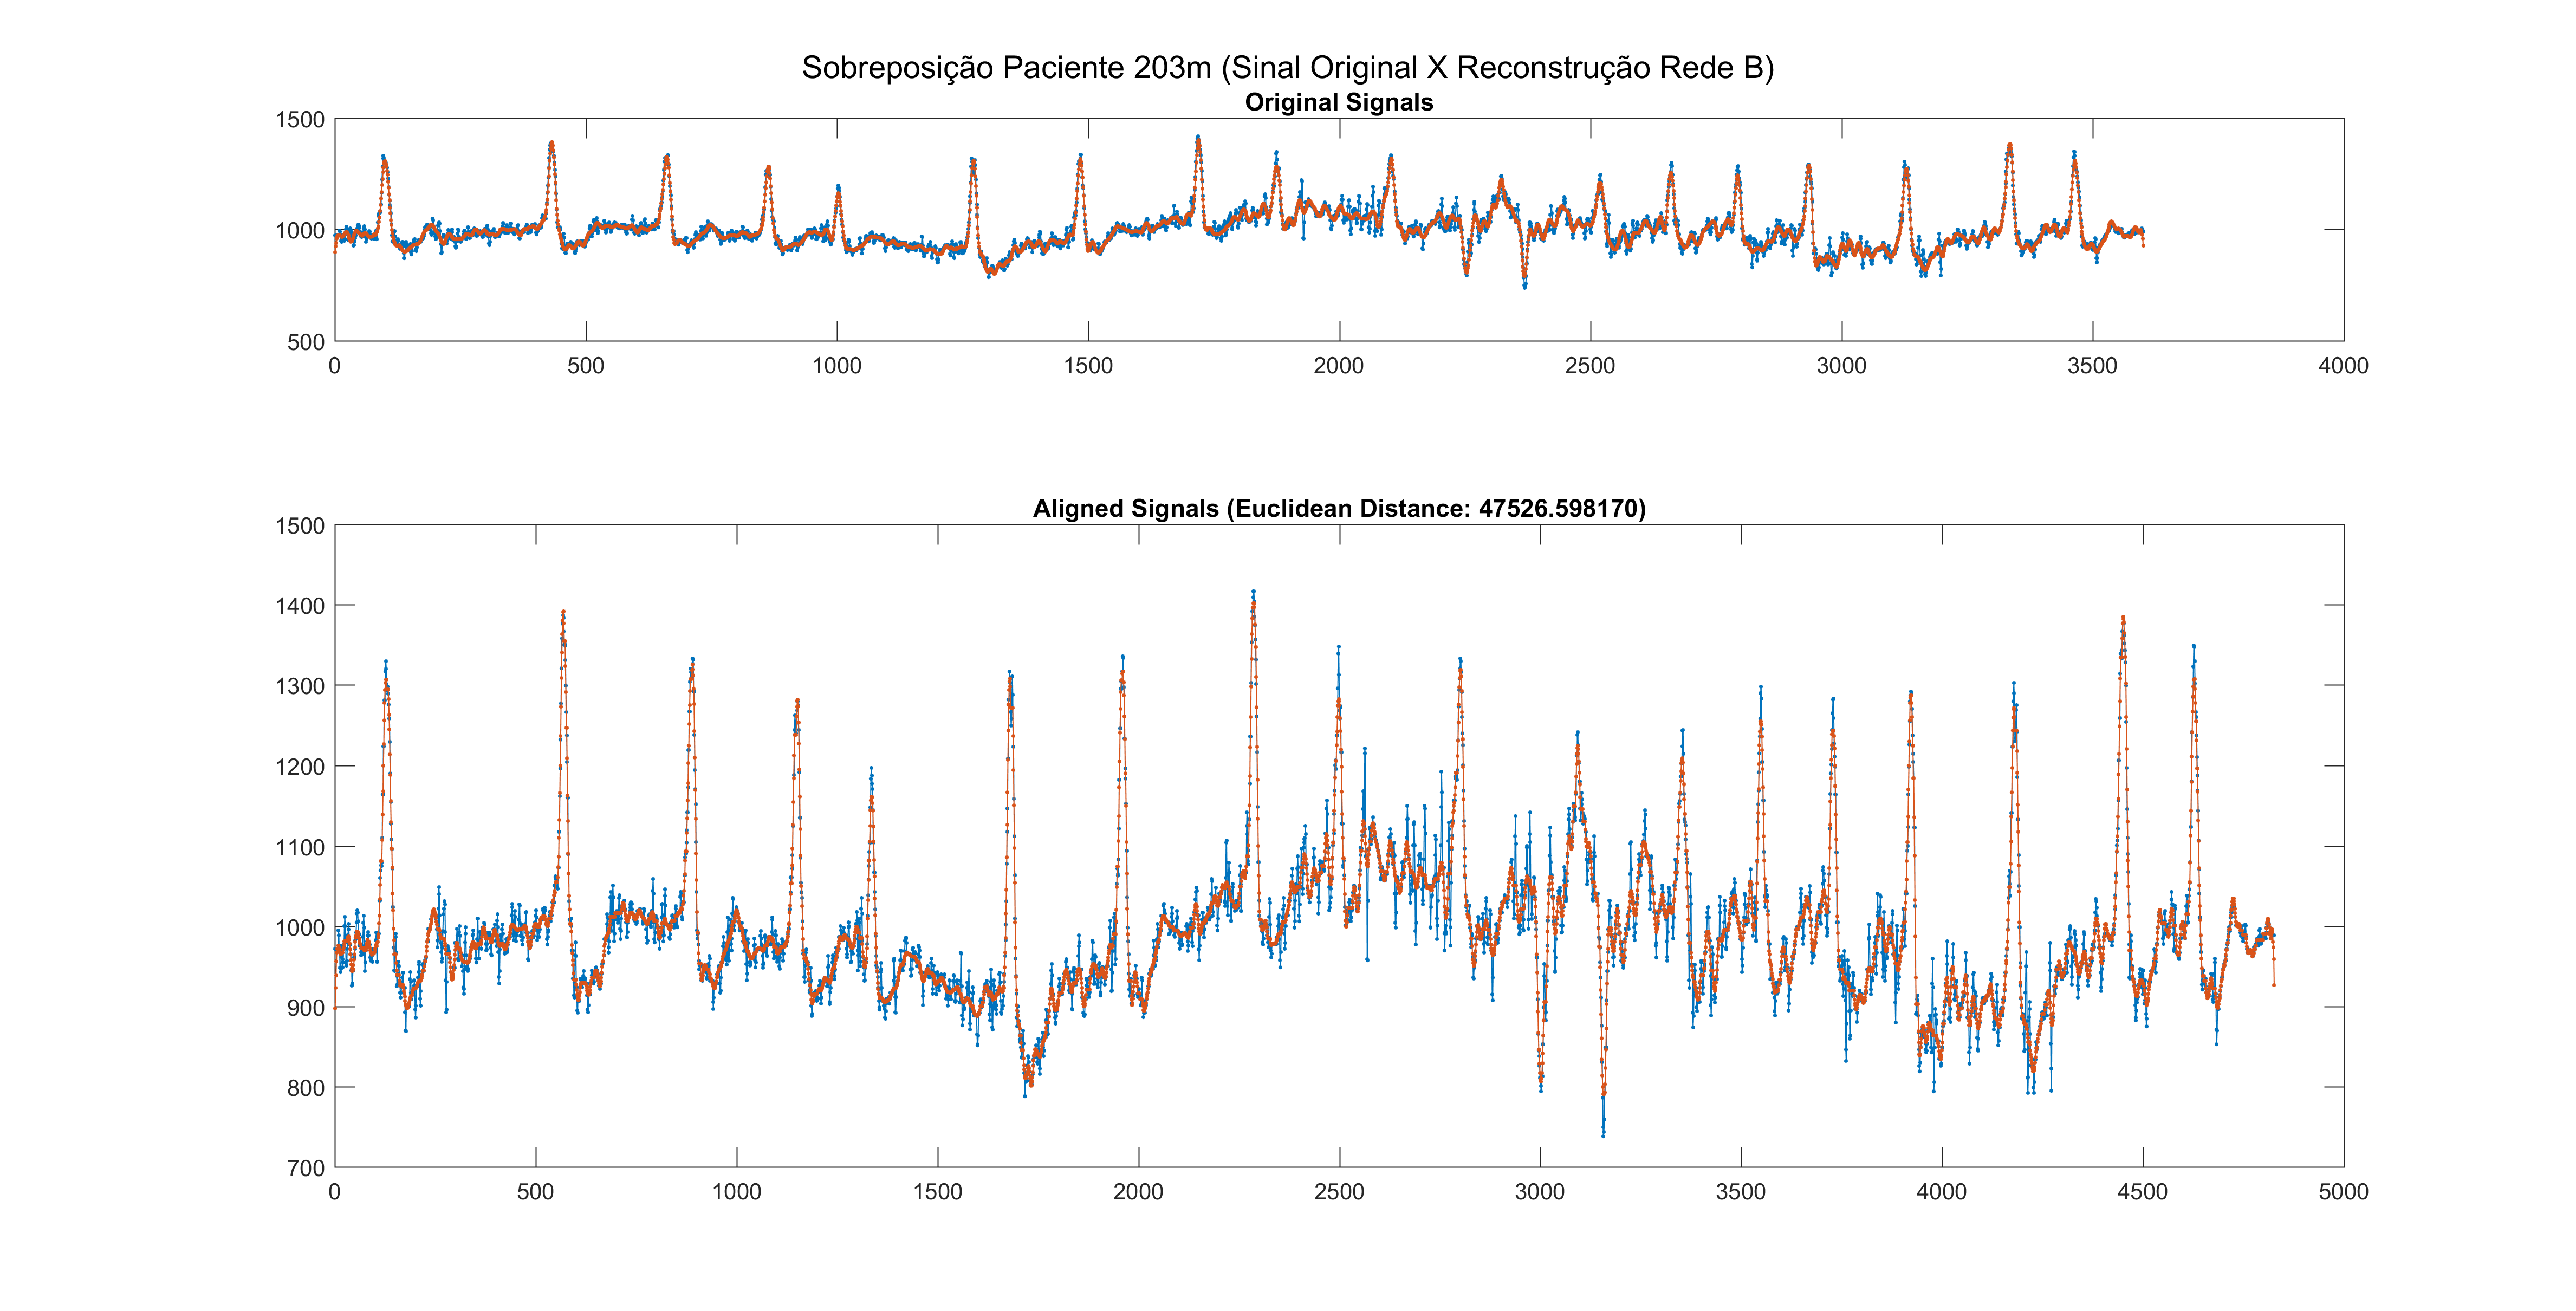 Sobreposição Paciente 203m (Sinal Original X Reconstrução Rede B)
Original Signals
1500
1000
500
0 500 1000 1500 2000 2500 3000 3500 4000
Aligned Signals (Euclidean Distance: 47526.598170)
1500
1400
1300
1200
1100
1000
900
800
700
0 500 1000 1500 2000 2500 3000 3500 4000 4500 5000